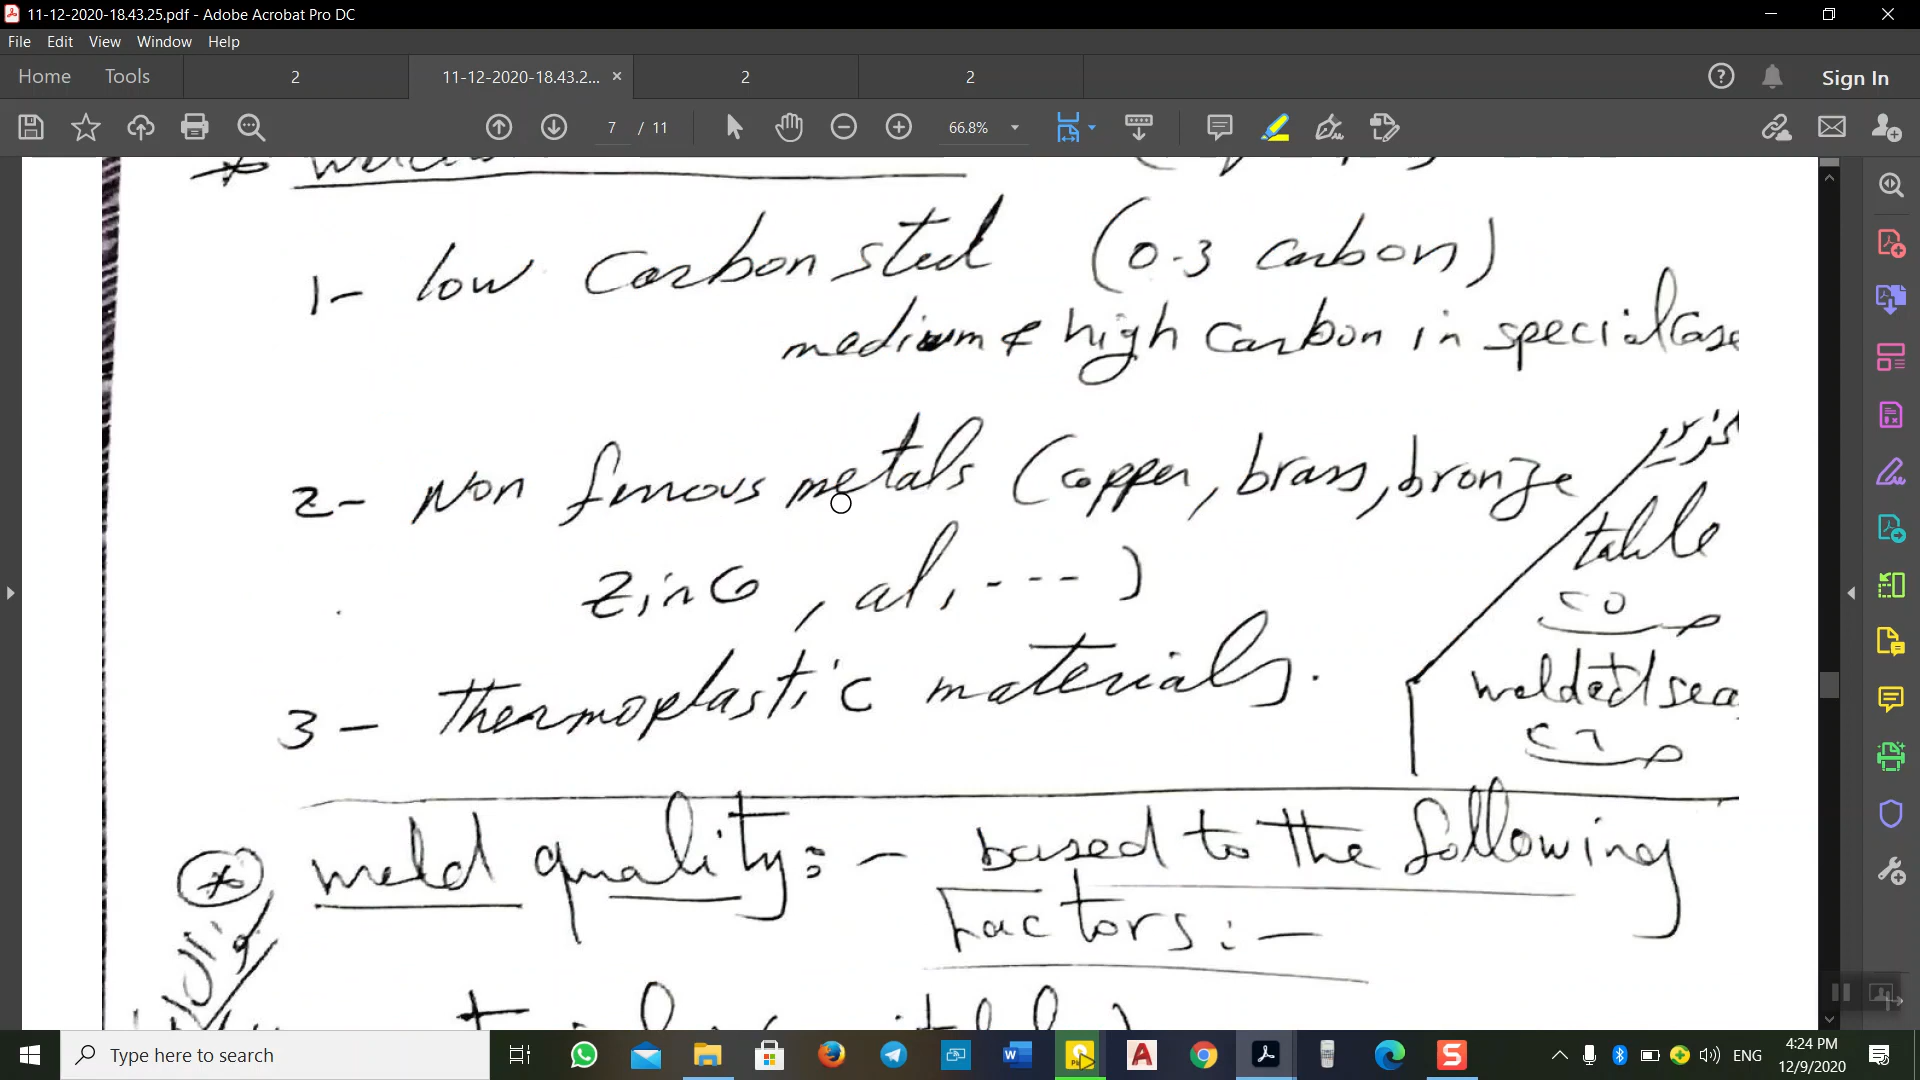 11-12-2020-18.43.25.pdf - Adobe Acrobat Pro DC
File Edit View Window Help
Home Tools 2 11-12-2020-18.43.2... × 2 2 Sign In
7 / 11 66.8%
1- low Carbon steel (0.3 carbon)
medium & high Carbon in special Case
2- Non ferrous metals (copper, brass, bronze
zinc, al, ----)
table
3- Thermoplastic materials.
welded sea
weld quality:- based to the following
Factors:-
Type here to search
ENG
4:24 PM
12/9/2020